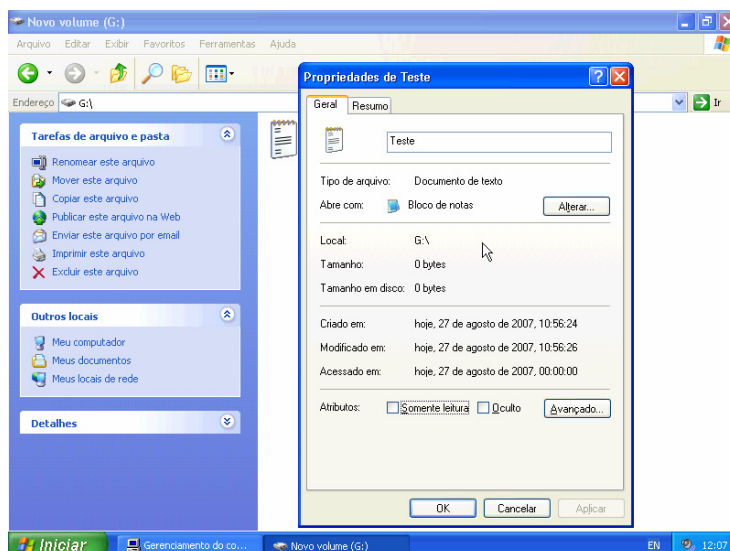 Novo volume (G:)
Arquivo Editar Exibir Favoritos Ferramentas Ajuda
Endereço G:\ Ir
Tarefas de arquivo e pasta
Renomear este arquivo
Mover este arquivo
Copiar este arquivo
Publicar este arquivo na Web
Enviar este arquivo por email
Imprimir este arquivo
Excluir este arquivo
Outros locais
Meu computador
Meus documentos
Meus locais de rede
Detalhes
Propriedades de Teste
Geral Resumo
Teste
Tipo de arquivo: Documento de texto
Abre com: Bloco de notas Alterar...
Local: G:\
Tamanho: 0 bytes
Tamanho em disco: 0 bytes
Criado em: hoje, 27 de agosto de 2007, 10:56:24
Modificado em: hoje, 27 de agosto de 2007, 10:56:26
Acessado em: hoje, 27 de agosto de 2007, 00:00:00
Atributos: Somente leitura Oculto Avançado...
OK Cancelar Aplicar
Iniciar Gerenciamento do co... Novo volume (G:) EN 12:07